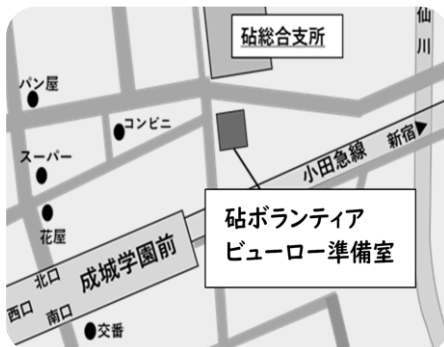 砧総合支所
仙川
パン屋
コンビニ
新宿
スーパー
小田急線
花屋
砧ボランティア
ビューロー準備室
成城学園前
北口
西口
南口
交番